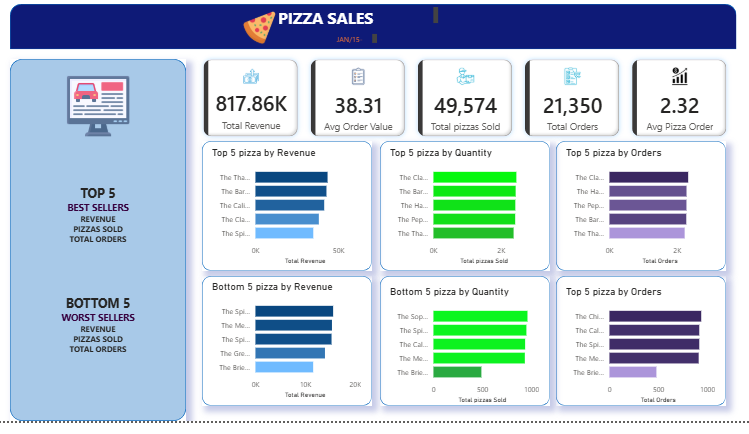 PIZZA SALES
JAN/15-
TOP 5
BEST SELLERS
REVENUE
PIZZAS SOLD
TOTAL ORDERS
BOTTOM 5
WORST SELLERS
REVENUE
PIZZAS SOLD
TOTAL ORDERS
817.86K
Total Revenue
38.31
Avg Order Value
49,574
Total pizzas Sold
21,350
Total Orders
2.32
Avg Pizza Order
Top 5 pizza by Revenue
The Tha...
The Bar...
The Cali...
The Cla...
The Spi...
0K 50K
Total Revenue
Top 5 pizza by Quantity
The Cla...
The Bar...
The Ha...
The Pep...
The Tha...
0K 2K
Total pizzas Sold
Top 5 pizza by Orders
The Cla...
The Ha...
The Pep...
The Bar...
The Tha...
0K 2K
Total Orders
Bottom 5 pizza by Revenue
The Spi...
The Me...
The Spi...
The Gre...
The Brie...
0K 10K 20K
Total Revenue
Bottom 5 pizza by Quantity
The Sop...
The Spi...
The Cal...
The Me...
The Brie...
0 500 1000
Total pizzas Sold
Top 5 pizza by Orders
The Chi...
The Cal...
The Spi...
The Me...
The Brie...
0 500 1000
Total Orders